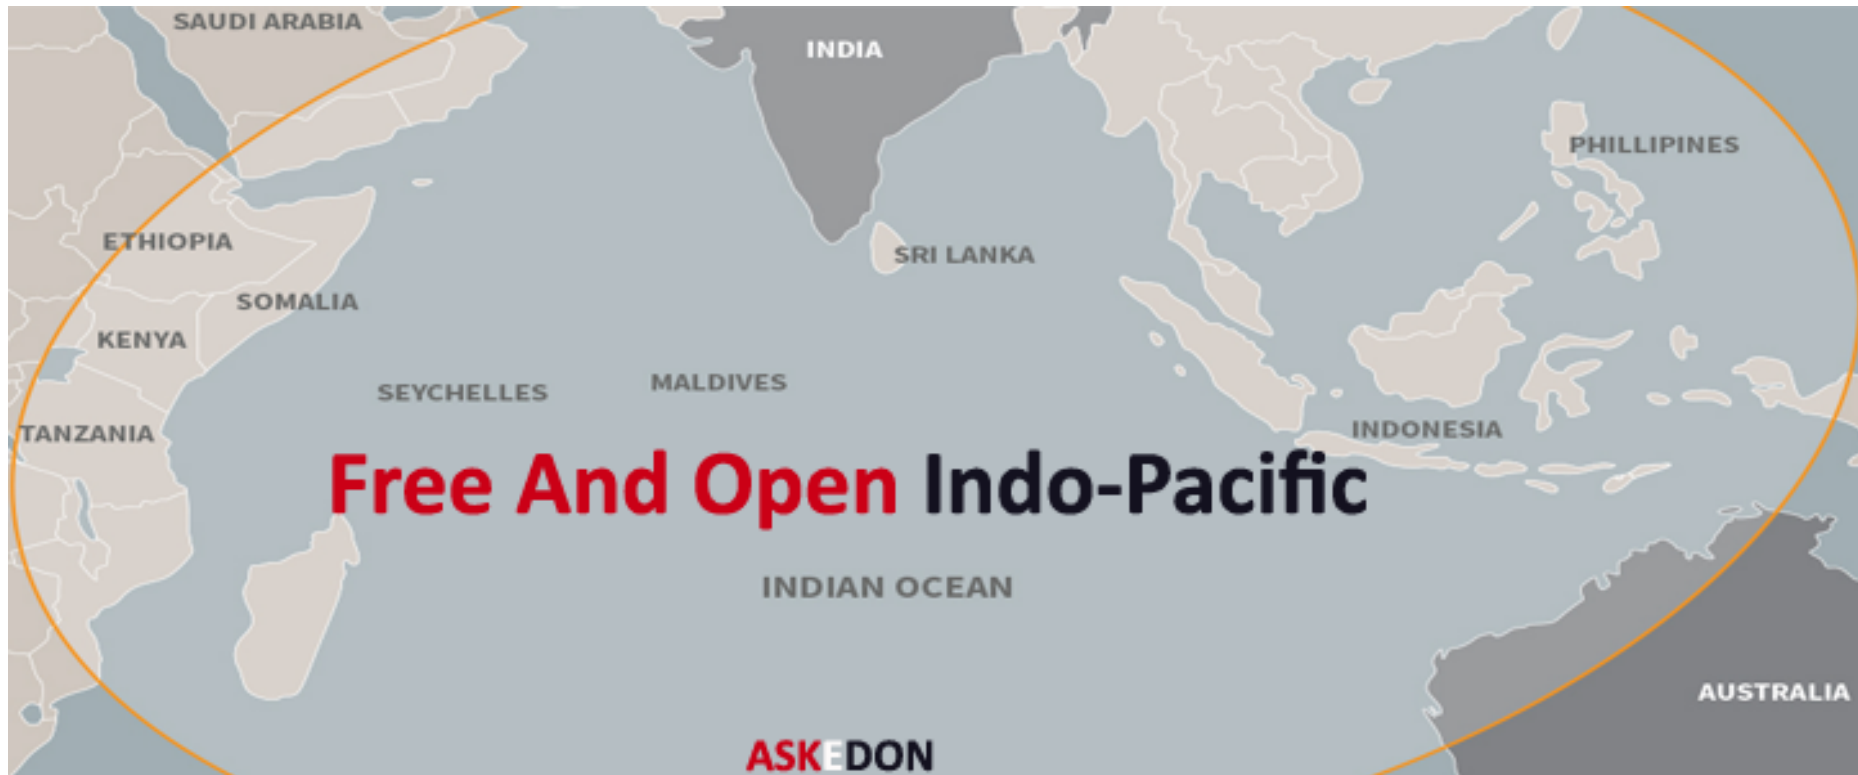 SAUDI ARABIA
INDIA
PHILLIPINES
ETHIOPIA
SRI LANKA
SOMALIA
KENYA
SEYCHELLES
MALDIVES
TANZANIA
INDONESIA
Free And Open Indo-Pacific
INDIAN OCEAN
AUSTRALIA
ASKEDON